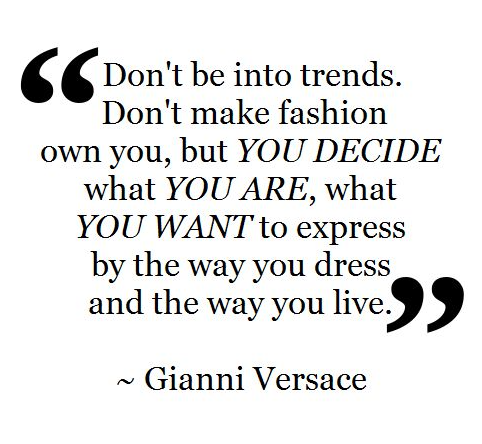 “Don't be into trends.
Don't make fashion
own you, but YOU DECIDE
what YOU ARE, what
YOU WANT to express
by the way you dress
and the way you live.”
~ Gianni Versace